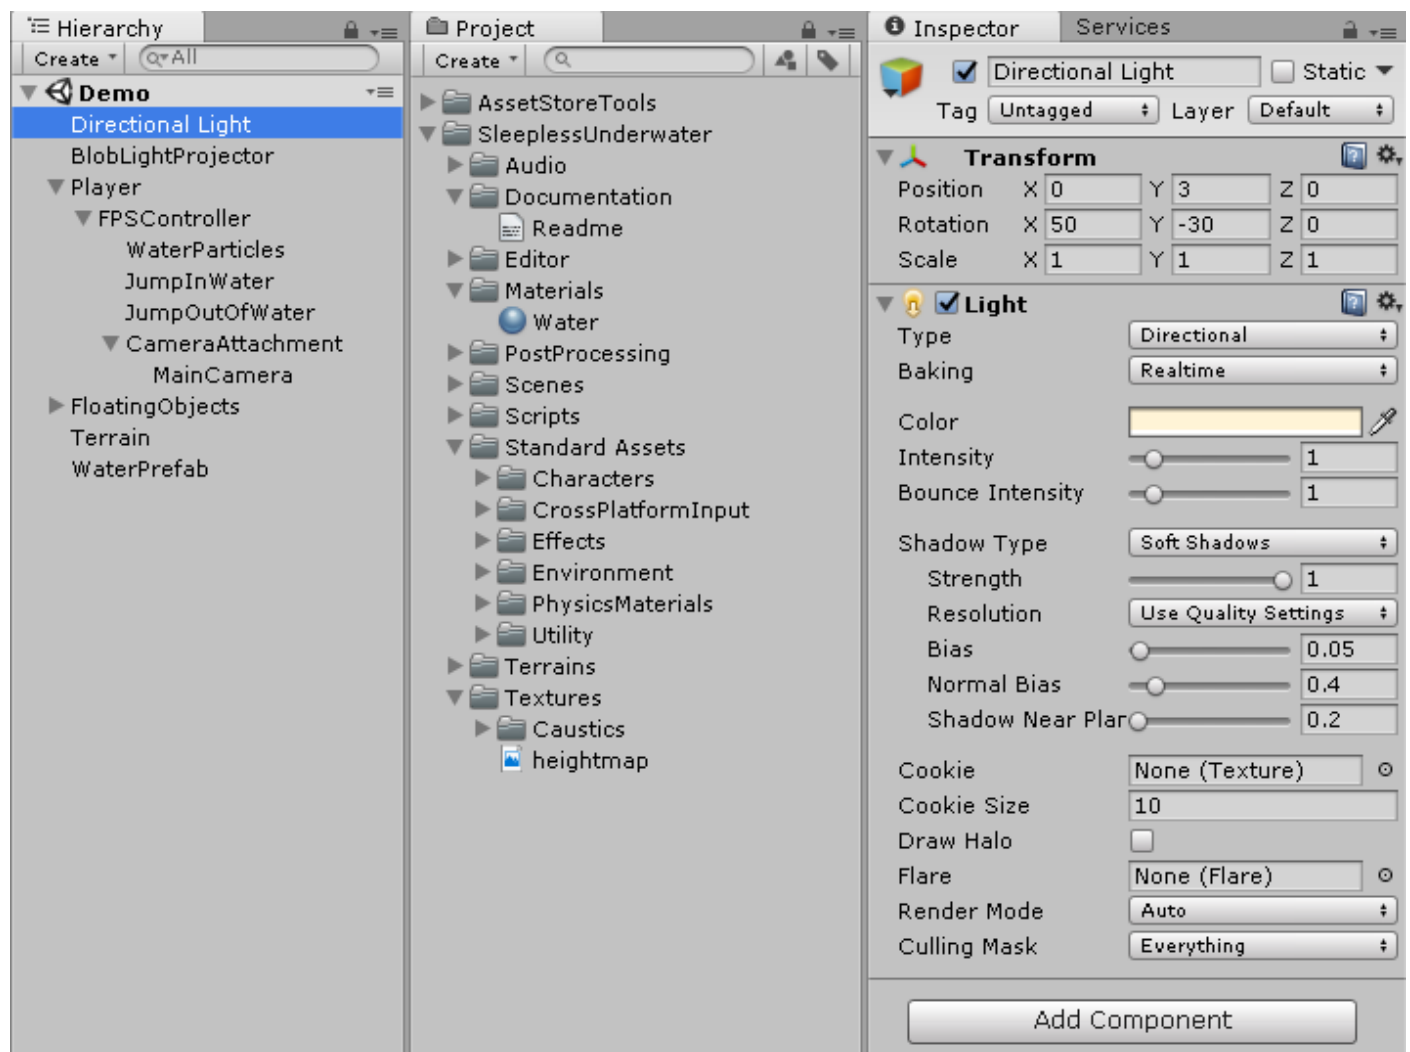 Hierarchy
Create
All
Demo
Directional Light
BlobLightProjector
Player
FPSController
WaterParticles
JumpInWater
JumpOutOfWater
CameraAttachment
MainCamera
FloatingObjects
Terrain
WaterPrefab
Project
Create
AssetStoreTools
SleeplessUnderwater
Audio
Documentation
Readme
Editor
Materials
Water
PostProcessing
Scenes
Scripts
Standard Assets
Characters
CrossPlatformInput
Effects
Environment
PhysicsMaterials
Utility
Terrains
Textures
Caustics
heightmap
Inspector Services
Directional Light Static
Tag Untagged Layer Default
Transform
Position X 0 Y 3 Z 0
Rotation X 50 Y -30 Z 0
Scale X 1 Y 1 Z 1
Light
Type Directional
Baking Realtime
Color
Intensity 1
Bounce Intensity 1
Shadow Type Soft Shadows
Strength 1
Resolution Use Quality Settings
Bias 0.05
Normal Bias 0.4
Shadow Near Plar 0.2
Cookie None (Texture)
Cookie Size 10
Draw Halo
Flare None (Flare)
Render Mode Auto
Culling Mask Everything
Add Component